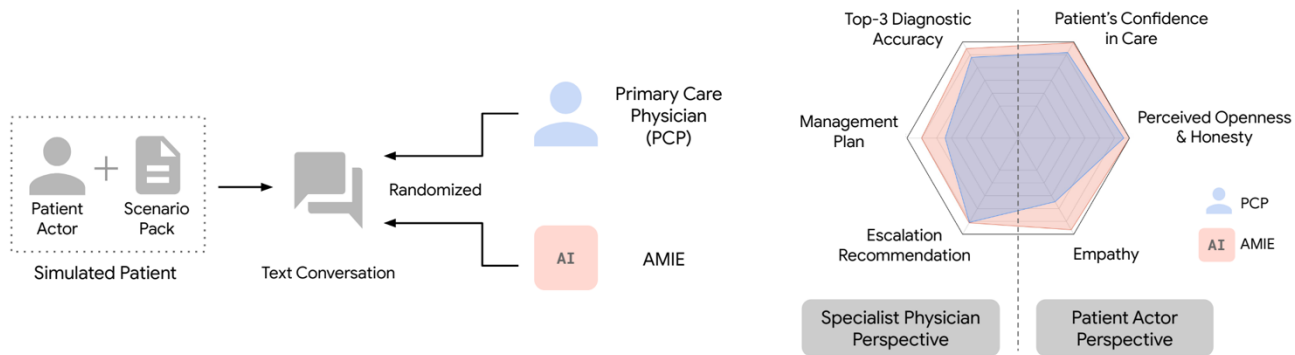 Patient
Actor
Scenario
Pack
Simulated Patient
Text Conversation
Randomized
Primary Care
Physician
(PCP)
AI
AMIE
Top-3 Diagnostic
Accuracy
Patient's Confidence
in Care
Management
Plan
Perceived Openness
& Honesty
Escalation
Recommendation
Empathy
PCP
AI AMIE
Specialist Physician
Perspective
Patient Actor
Perspective